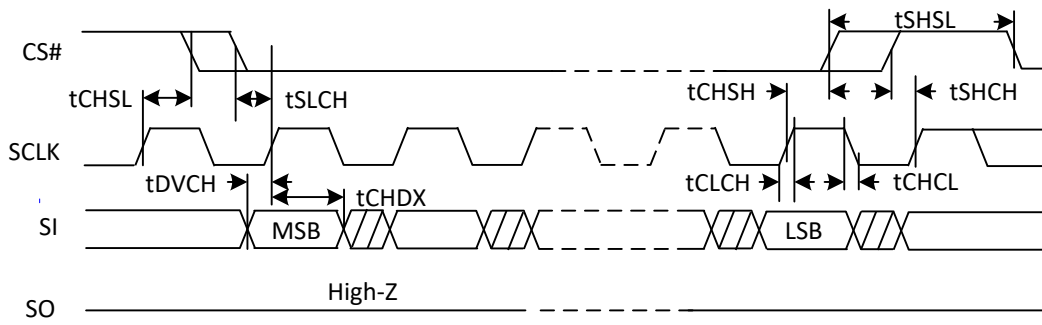 tSHSL
CS#
tCHSL
tSLCH
tCHSH
tSHCH
SCLK
tDVCH
tCHDX
tCLCH
tCHCL
SI
MSB
LSB
High-Z
SO